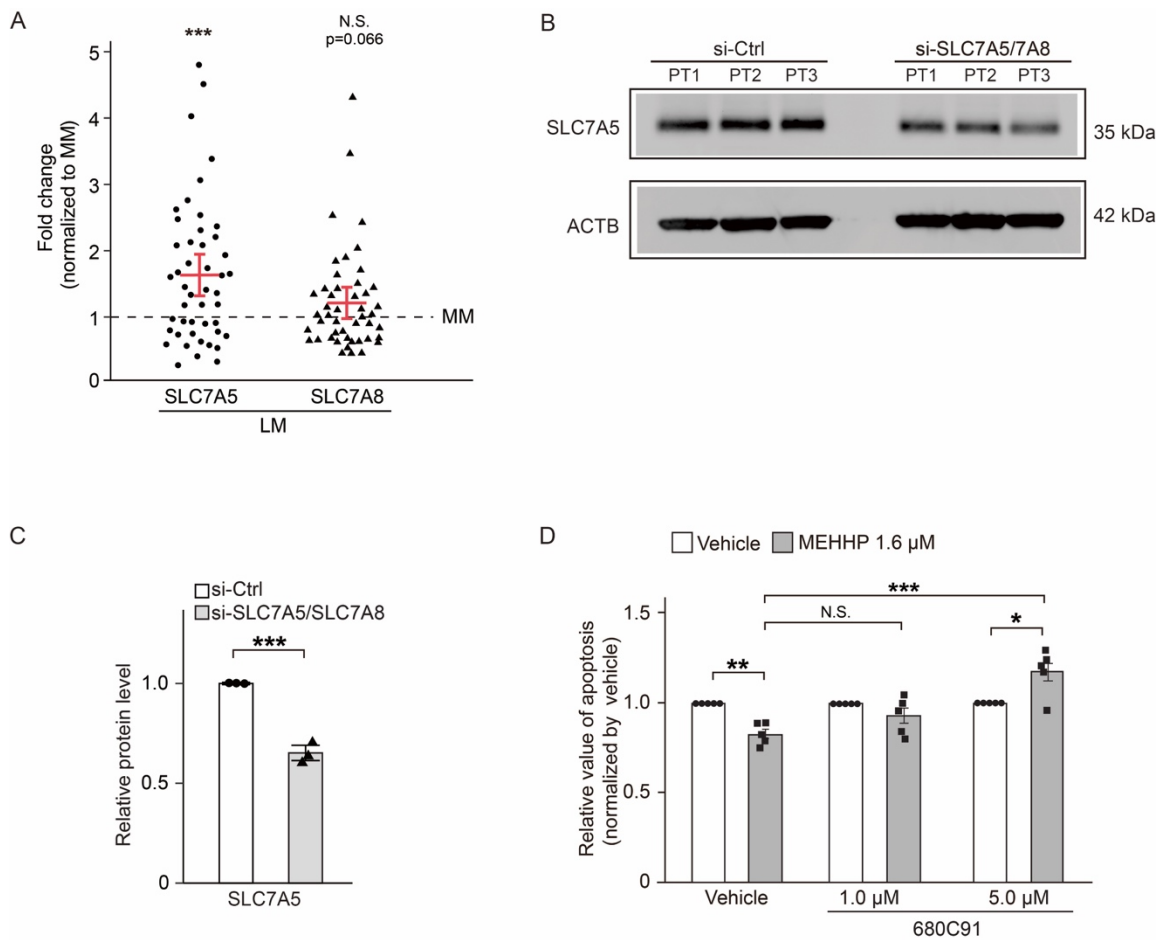 A
Fold change
(normalized to MM)
5
4
3
2
1
0
***
N.S.
p=0.066
MM
SLC7A5
SLC7A8
LM
B
si-Ctrl
si-SLC7A5/7A8
PT1 PT2 PT3
PT1 PT2 PT3
SLC7A5
35 kDa
ACTB
42 kDa
C
si-Ctrl
si-SLC7A5/SLC7A8
***
Relative protein level
1.0
0.5
0
SLC7A5
D
Vehicle
MEHHP 1.6 µM
Relative value of apoptosis
(normalized by vehicle)
1.5
1.0
0.5
0
***
N.S.
*
**
Vehicle
1.0 µM
5.0 µM
680C91